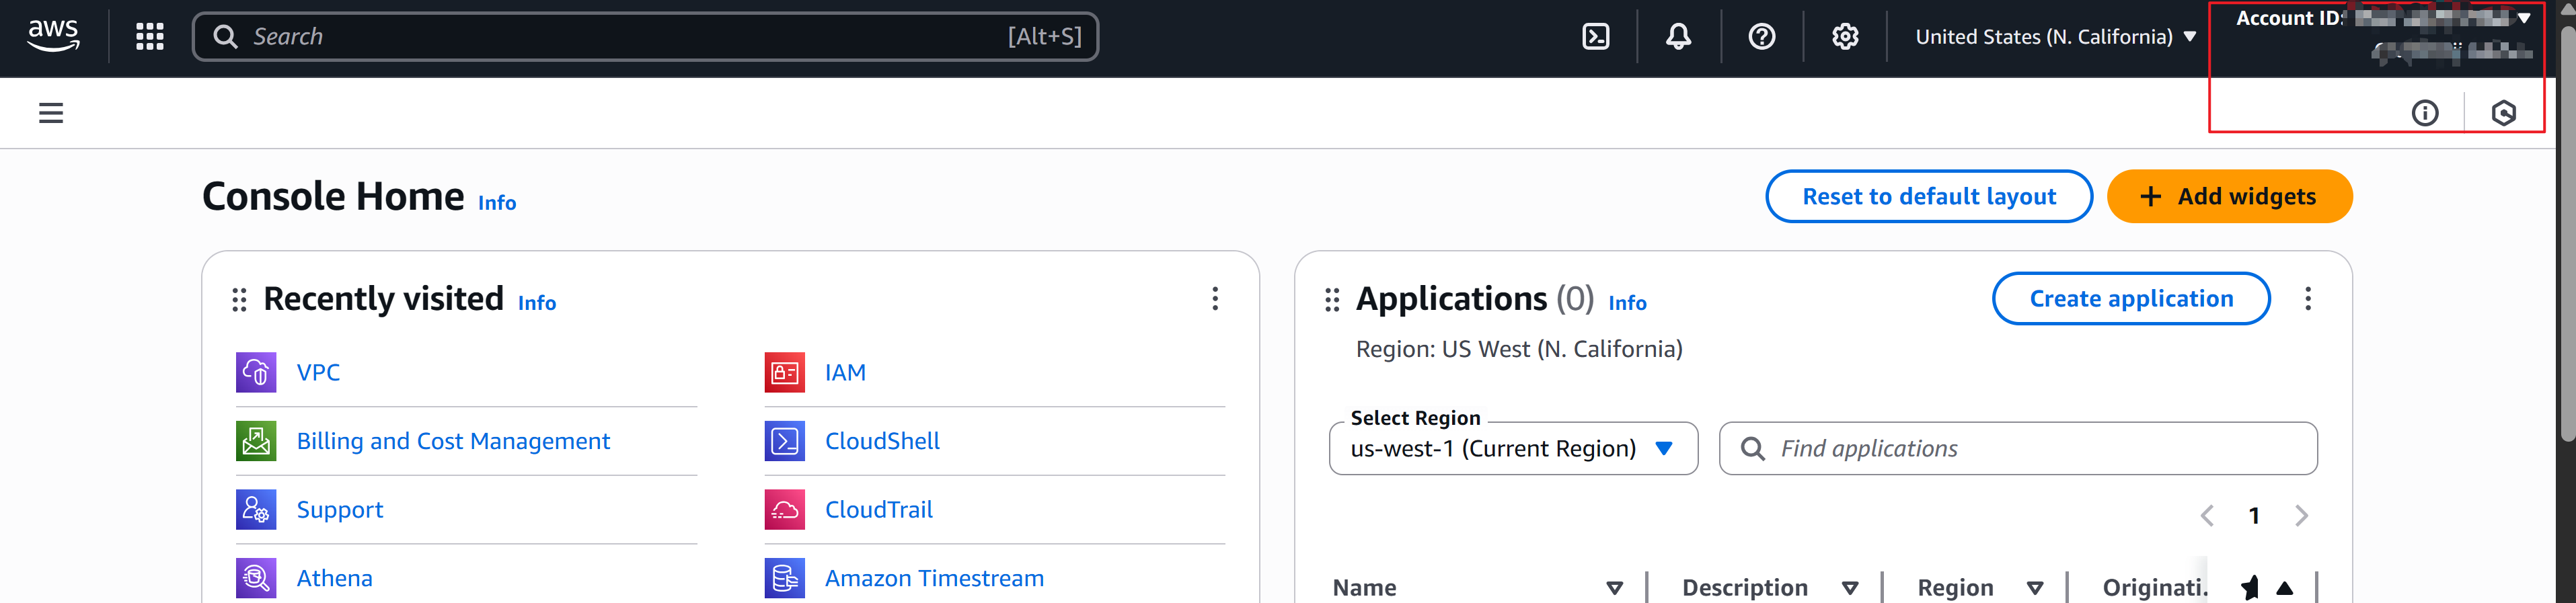 aws
Search [Alt+S]
United States (N. California)
Account ID:
Console Home Info
Reset to default layout
Add widgets
Recently visited Info
VPC
IAM
Billing and Cost Management
CloudShell
Support
CloudTrail
Athena
Amazon Timestream
Applications (0) Info
Create application
Region: US West (N. California)
Select Region
us-west-1 (Current Region)
Find applications
1
Name Description Region Originati.